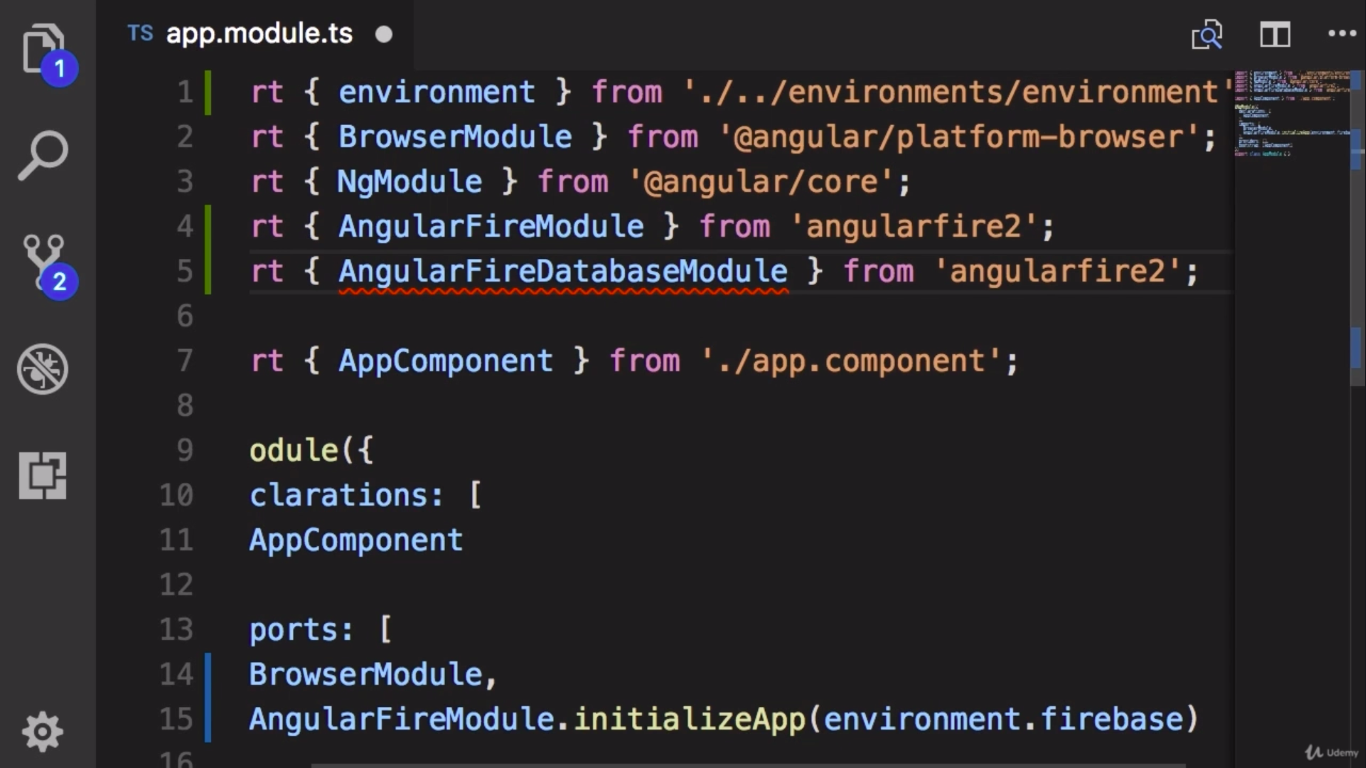 TS app.module.ts
1
1 rt { environment } from './../environments/environment'
2 rt { BrowserModule } from '@angular/platform-browser';
3 rt { NgModule } from '@angular/core';
4 rt { AngularFireModule } from 'angularfire2';
5 rt { AngularFireDatabaseModule } from 'angularfire2';
2
6
7 rt { AppComponent } from './app.component';
8
9 odule({
10 clarations: [
11 AppComponent
12
13 ports: [
14 BrowserModule,
15 AngularFireModule.initializeApp(environment.firebase)
16
Udemy